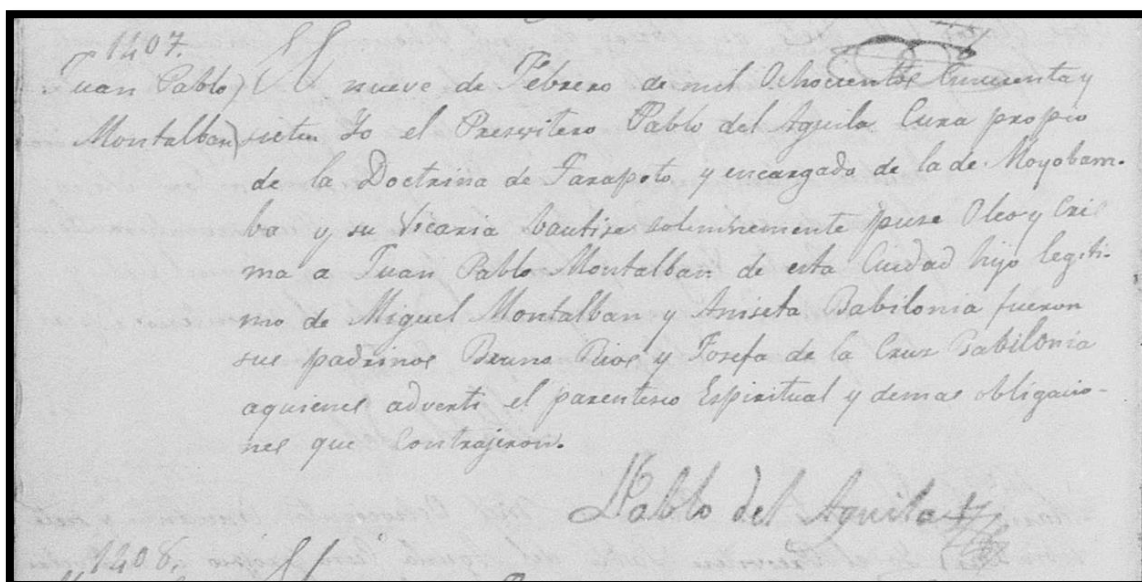 1407.
Juan Pablo) A nueve de Febrero de mil Ochocientos Cincuenta y
Montalban) siete Yo el Preswitero Pablo del Aguila Cura propio
de la Doctrina de Tarapoto y encargado de la de Moyobam-
ba y su Vicaria bautise solemnemente puse Oleo y Cris
ma a Juan Pablo Montalban de esta Ciudad hijo legiti-
mo de Miguel Montalban y Aniseta Babilonia fueron
sus padrinos Bruno Rios y Josefa de la Cruz Babilonia
aquienes adverti el parentesco Espiritual y demas obligacio-
nes que Contrajeron.
Pablo del Aguila
1408.